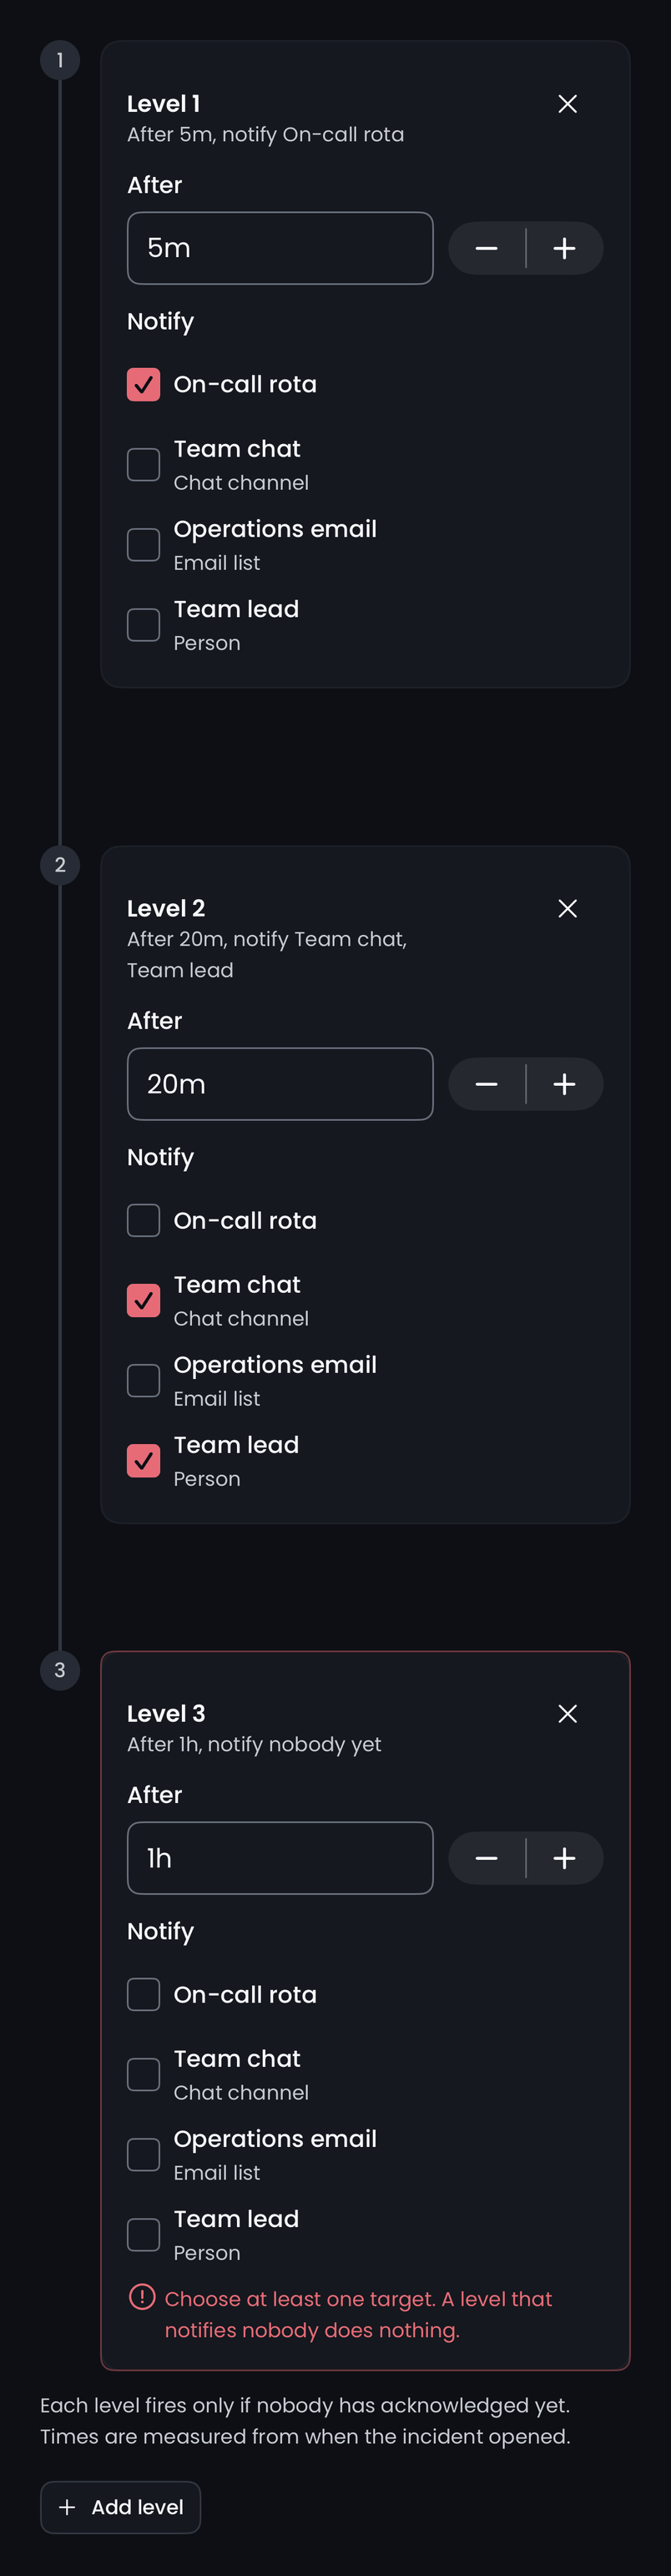 1
Level 1
After 5m, notify On-call rota
After
5m
Notify
On-call rota
Team chat
Chat channel
Operations email
Email list
Team lead
Person
2
Level 2
After 20m, notify Team chat,
Team lead
After
20m
Notify
On-call rota
Team chat
Chat channel
Operations email
Email list
Team lead
Person
3
Level 3
After 1h, notify nobody yet
After
1h
Notify
On-call rota
Team chat
Chat channel
Operations email
Email list
Team lead
Person
Choose at least one target. A level that
notifies nobody does nothing.
Each level fires only if nobody has acknowledged yet.
Times are measured from when the incident opened.
Add level